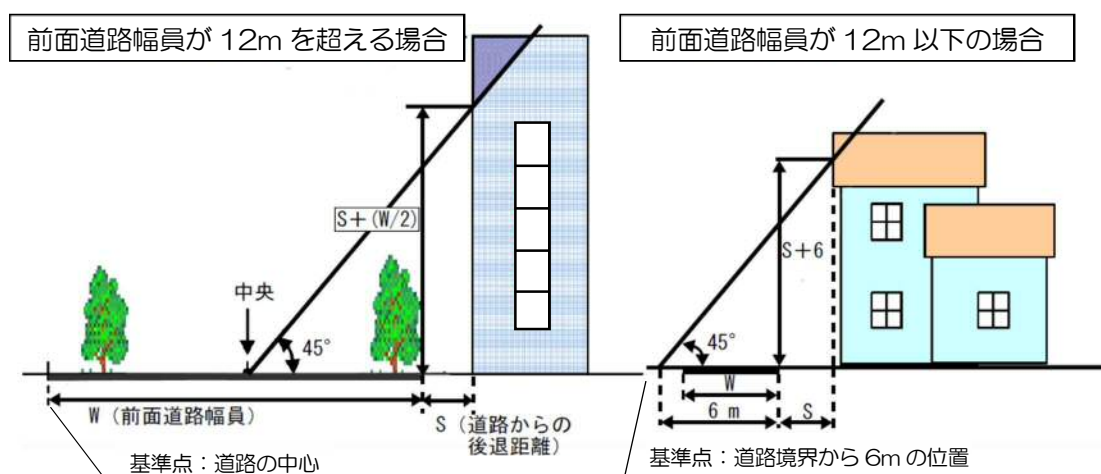 前面道路幅員が 12m を超える場合
S+(W/2)
中央
45°
W (前面道路幅員)
S (道路からの
後退距離)
基準点:道路の中心
前面道路幅員が 12m 以下の場合
S+6
45°
W
6 m
S
基準点:道路境界から 6m の位置